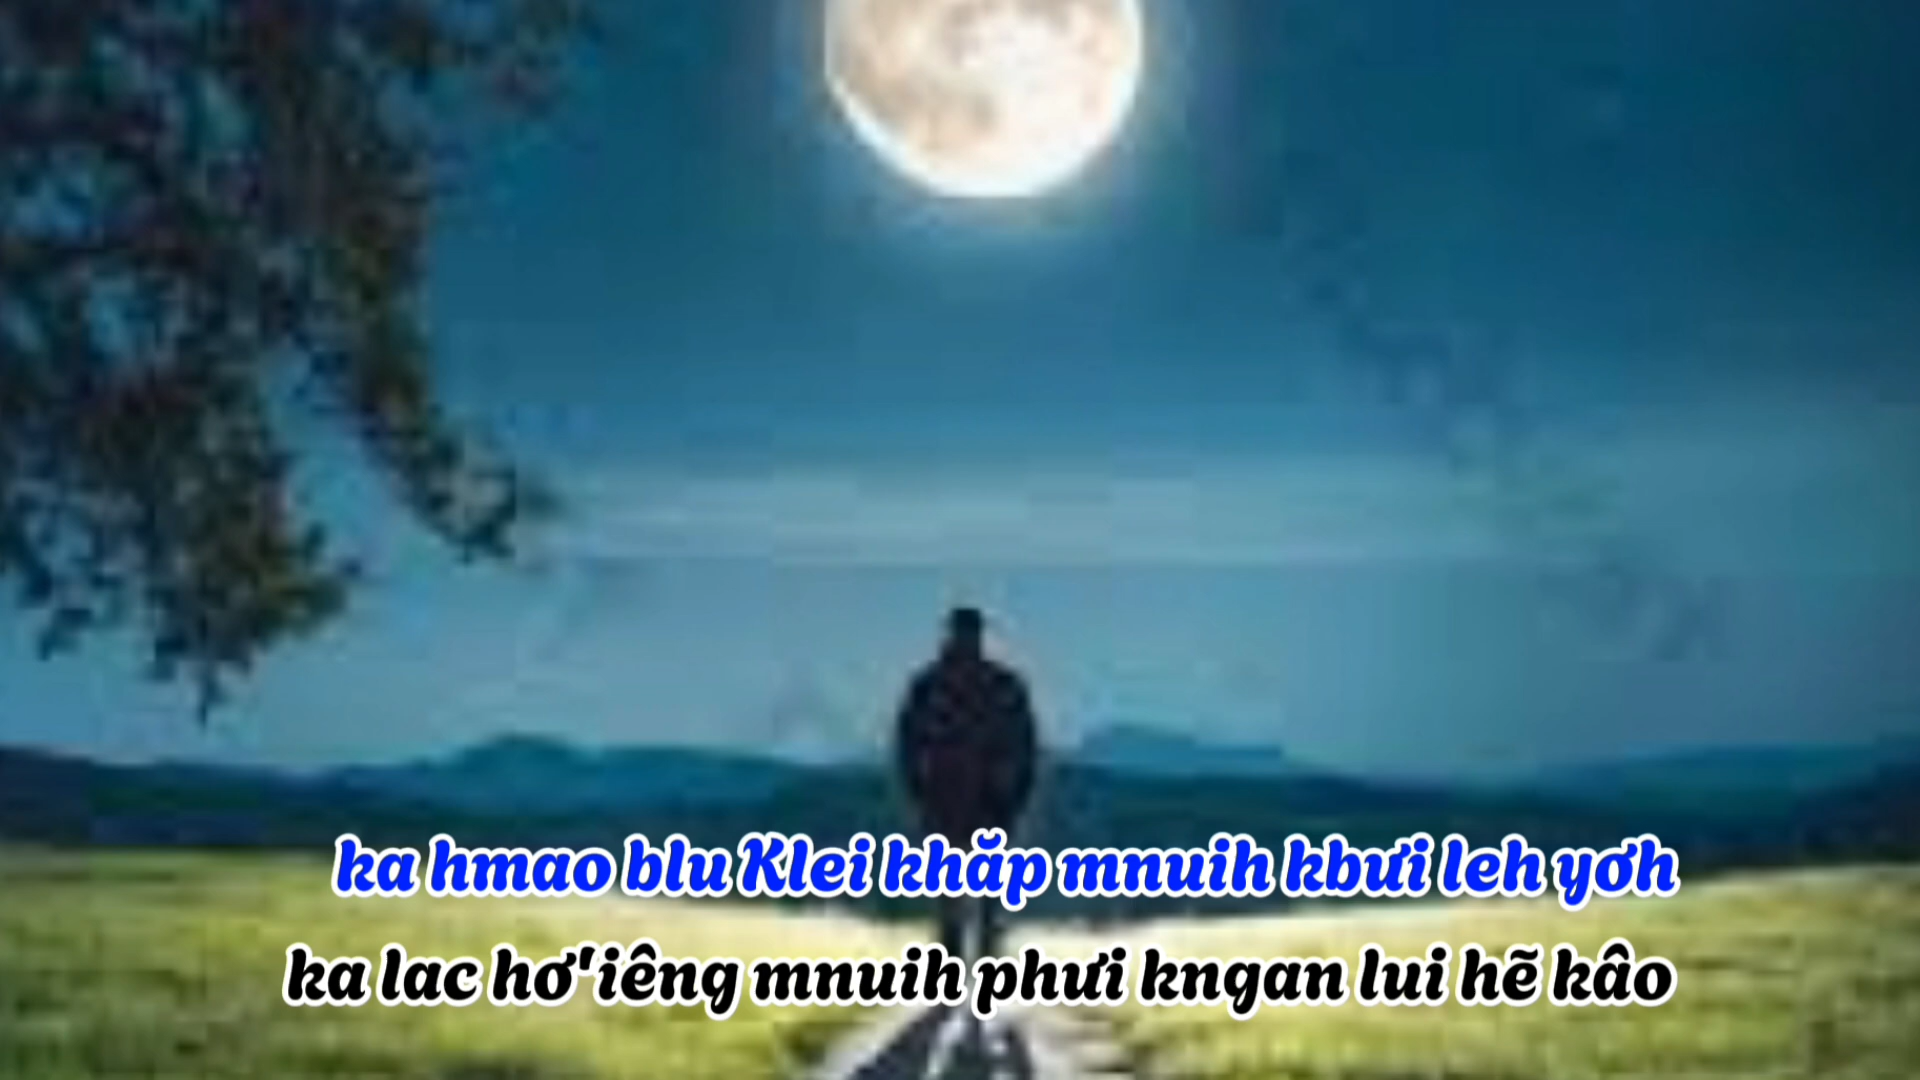 ka hmao blu Klei khăp mnuih kbưi leh yơh
ka lac hơ'iêng mnuih phưi kngan lui hẽ kâo